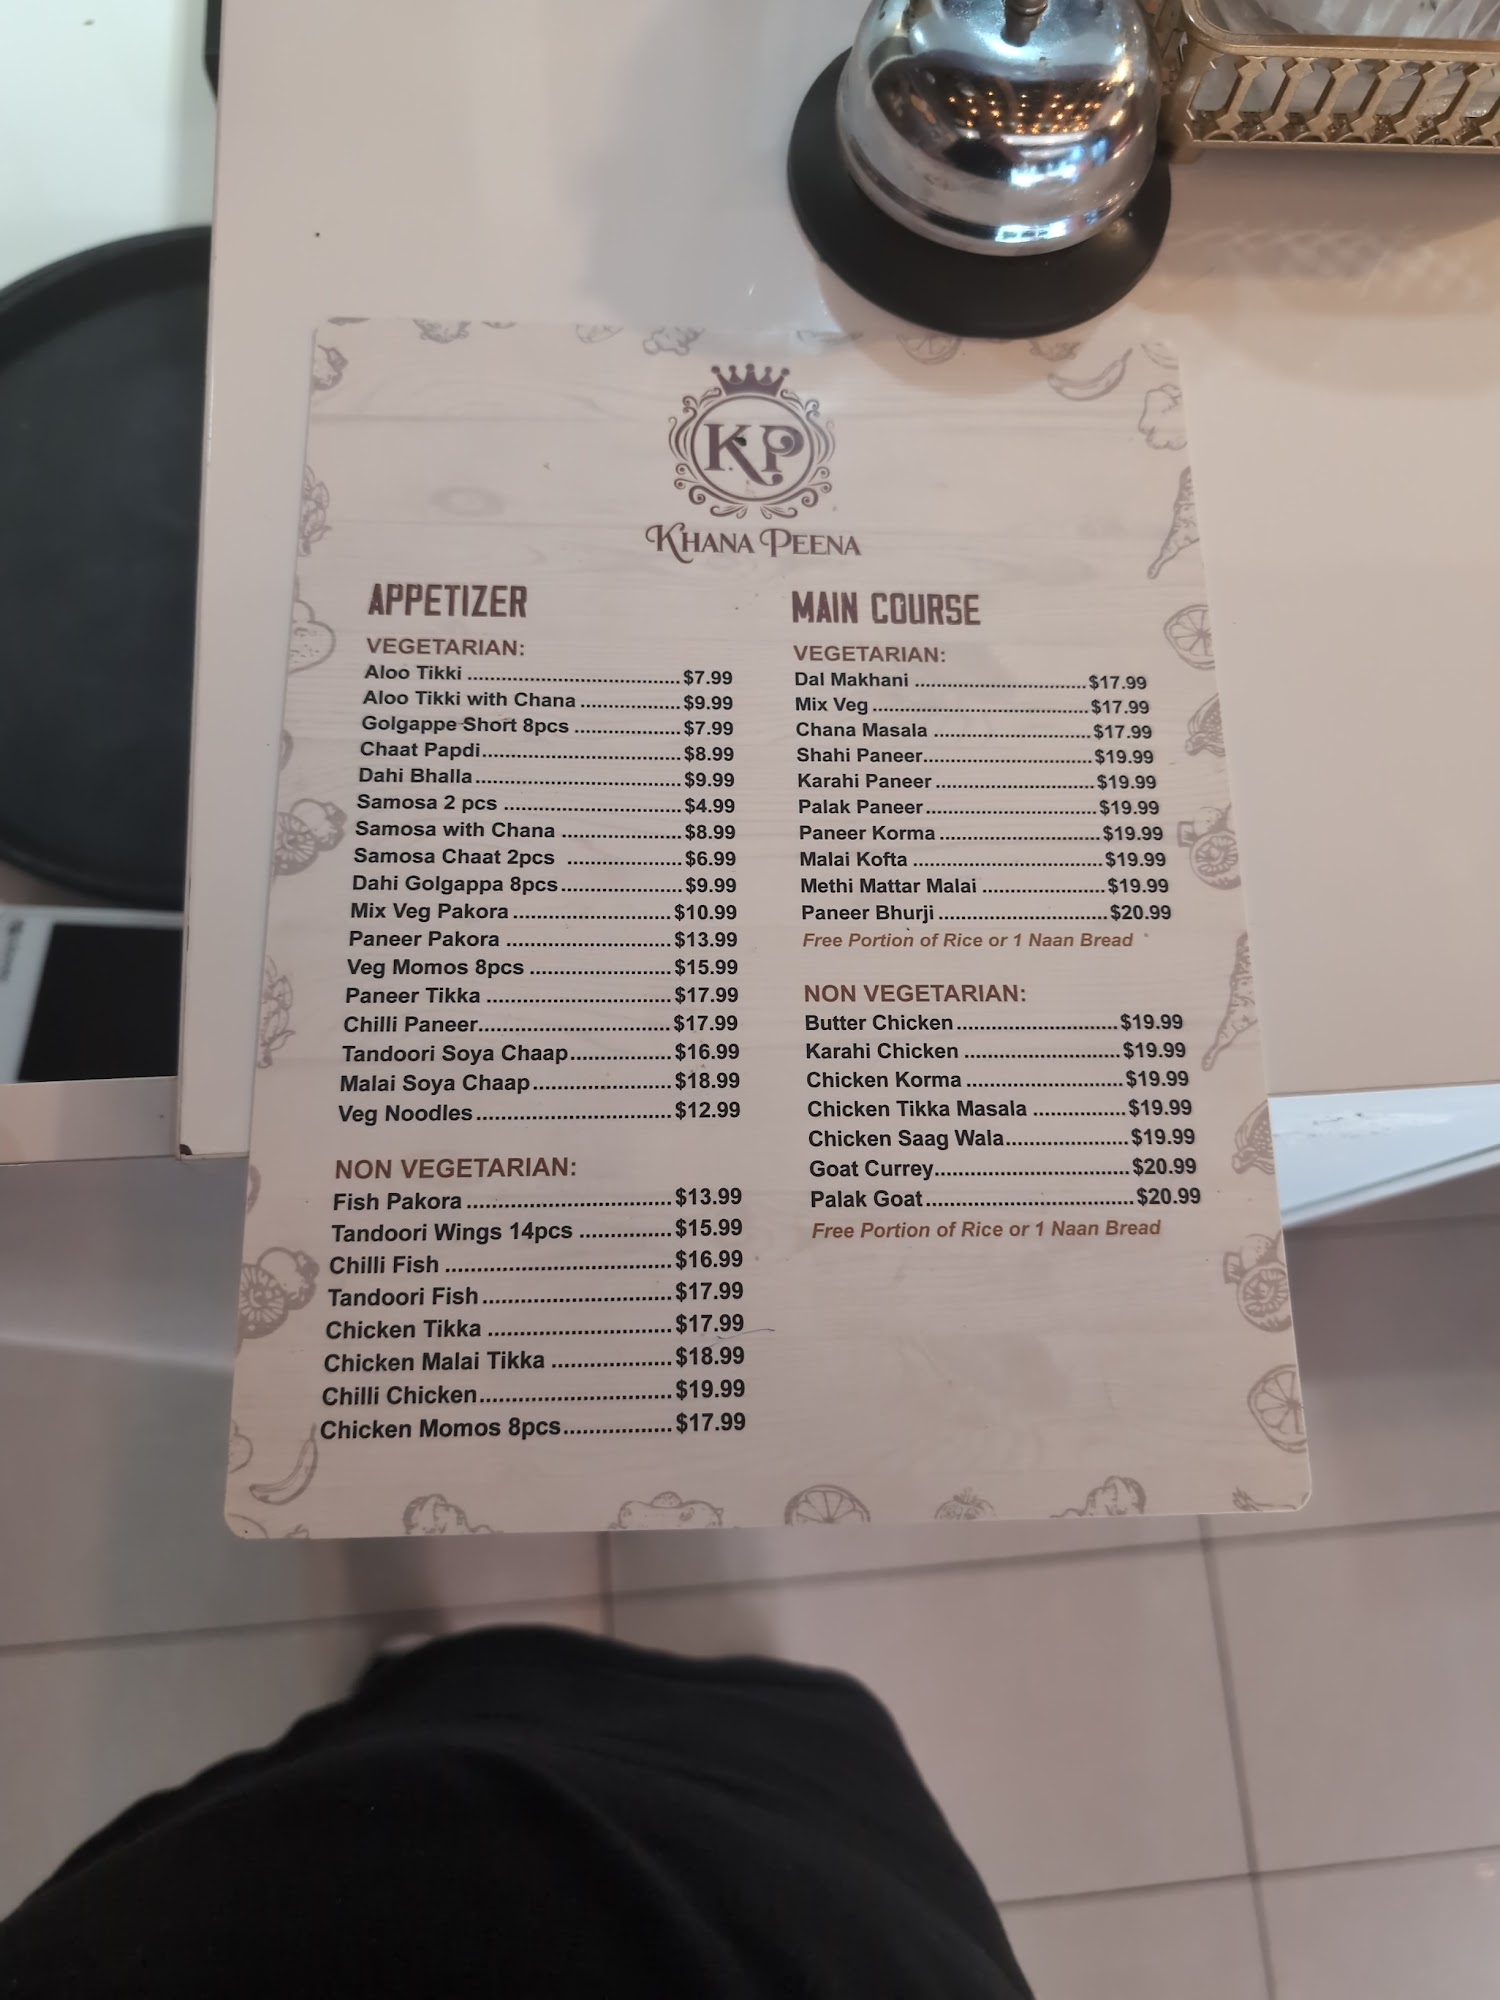 KP
KHANA PEENA
APPETIZER
VEGETARIAN:
Aloo Tikki ........ $7.99
Aloo Tikki with Chana ........ $9.99
Golgappe Short 8pcs ........ $7.99
Chaat Papdi ........ $8.99
Dahi Bhalla ........ $9.99
Samosa 2 pcs ........ $4.99
Samosa with Chana ........ $8.99
Samosa Chaat 2pcs ........ $6.99
Dahi Golgappa 8pcs ........ $9.99
Mix Veg Pakora ........ $10.99
Paneer Pakora ........ $13.99
Veg Momos 8pcs ........ $15.99
Paneer Tikka ........ $17.99
Chilli Paneer ........ $17.99
Tandoori Soya Chaap ........ $16.99
Malai Soya Chaap ........ $18.99
Veg Noodles ........ $12.99
NON VEGETARIAN:
Fish Pakora ........ $13.99
Tandoori Wings 14pcs ........ $15.99
Chilli Fish ........ $16.99
Tandoori Fish ........ $17.99
Chicken Tikka ........ $17.99
Chicken Malai Tikka ........ $18.99
Chilli Chicken ........ $19.99
Chicken Momos 8pcs ........ $17.99
MAIN COURSE
VEGETARIAN:
Dal Makhani ........ $17.99
Mix Veg ........ $17.99
Chana Masala ........ $17.99
Shahi Paneer ........ $19.99
Karahi Paneer ........ $19.99
Palak Paneer ........ $19.99
Paneer Korma ........ $19.99
Malai Kofta ........ $19.99
Methi Mattar Malai ........ $19.99
Paneer Bhurji ........ $20.99
Free Portion of Rice or 1 Naan Bread
NON VEGETARIAN:
Butter Chicken ........ $19.99
Karahi Chicken ........ $19.99
Chicken Korma ........ $19.99
Chicken Tikka Masala ........ $19.99
Chicken Saag Wala ........ $19.99
Goat Currey ........ $20.99
Palak Goat ........ $20.99
Free Portion of Rice or 1 Naan Bread